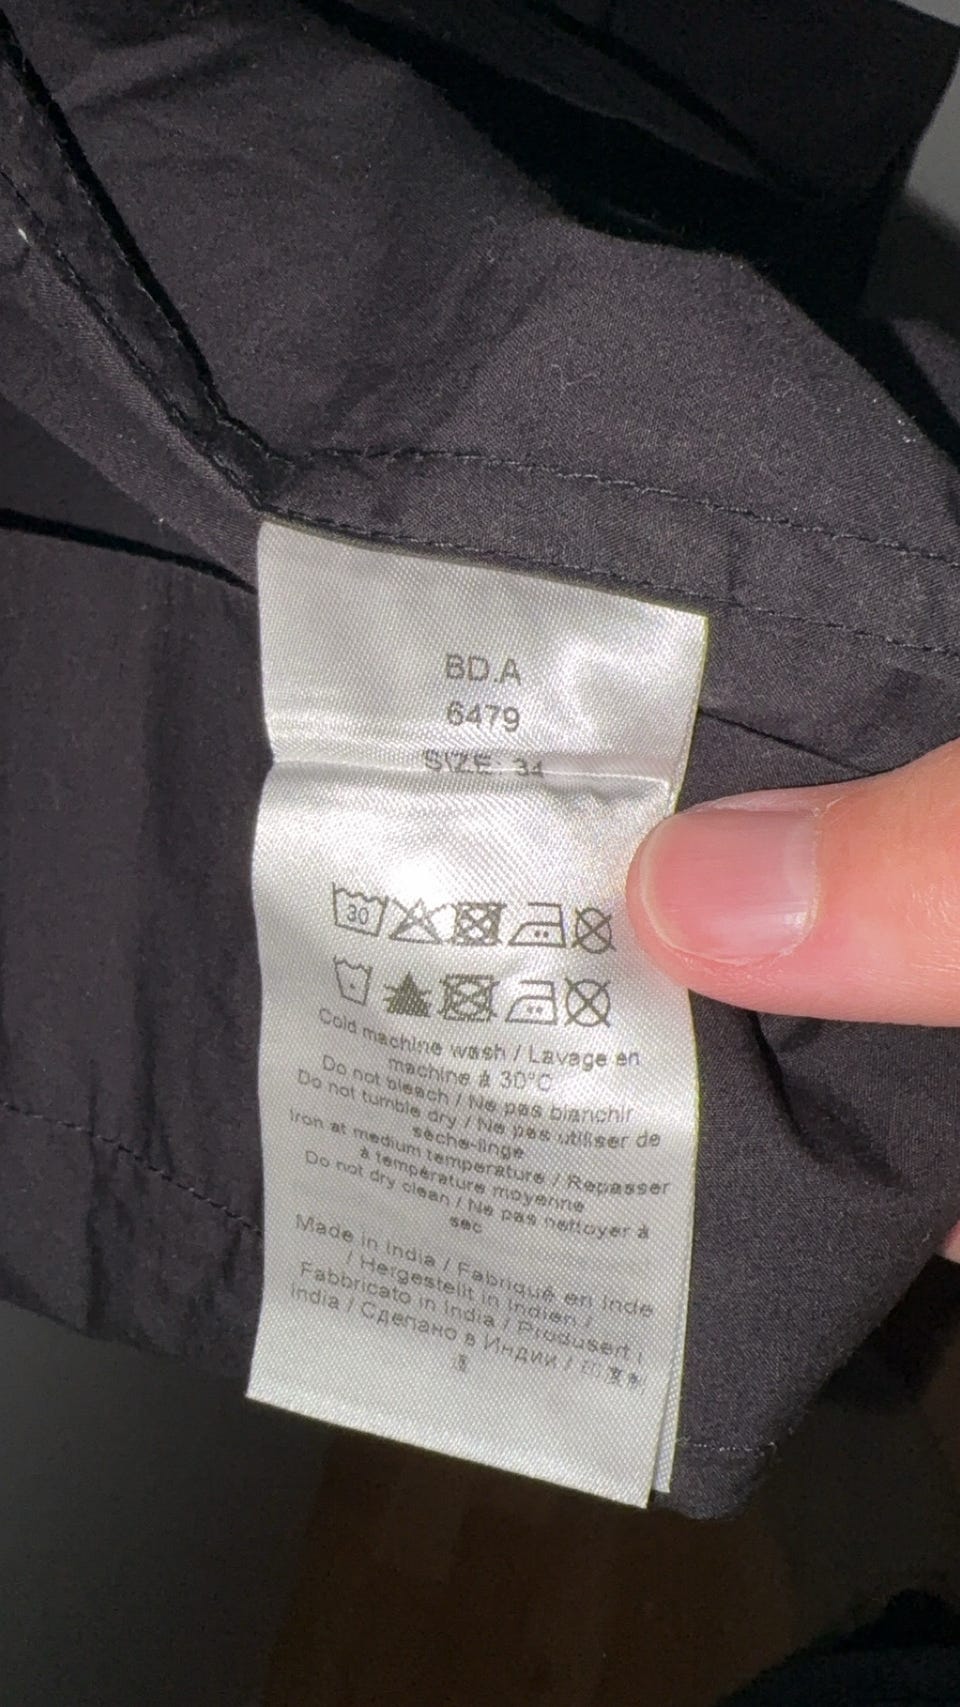 BD.A
6479
SIZE: 34
30
Cold machine wash / Lavage en
machine à 30°C
Do not bleach / Ne pas blanchir
Do not tumble dry / Ne pas utiliser de
sèche-linge
Iron at medium temperature / Repasser
à température moyenne
Do not dry clean / Ne pas nettoyer à
sec
Made in India / Fabriqué en Inde
/ Hergestellt in Indien /
Fabbricato in India / Produsert i
India / Сделано в Индии /